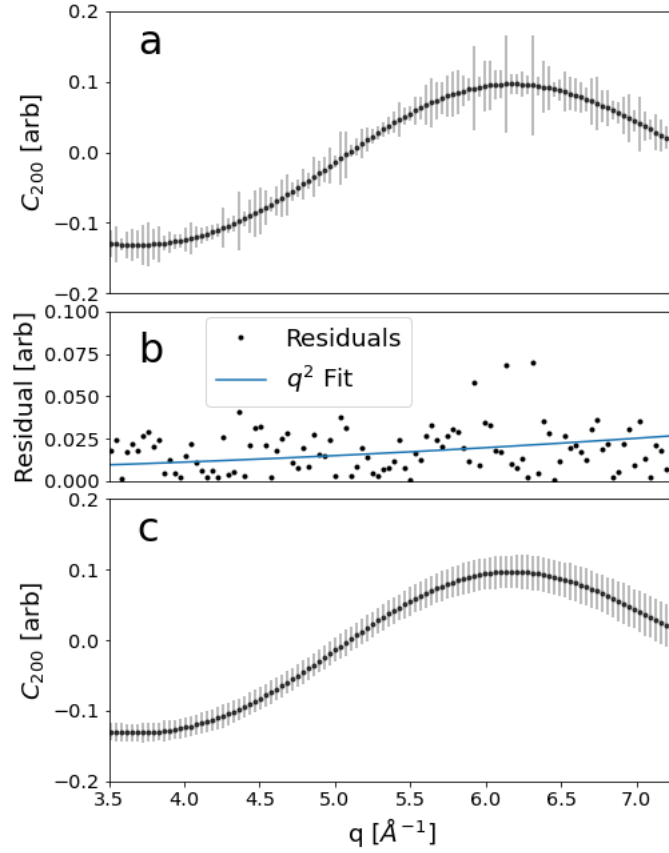 a
0.2
0.1
0.0
−0.1
−0.2
C₂₀₀ [arb]
b
0.100
0.075
0.050
0.025
0.000
Residual [arb]
Residuals
q² Fit
c
0.2
0.1
0.0
−0.1
−0.2
C₂₀₀ [arb]
3.5 4.0 4.5 5.0 5.5 6.0 6.5 7.0
q [Å⁻¹]